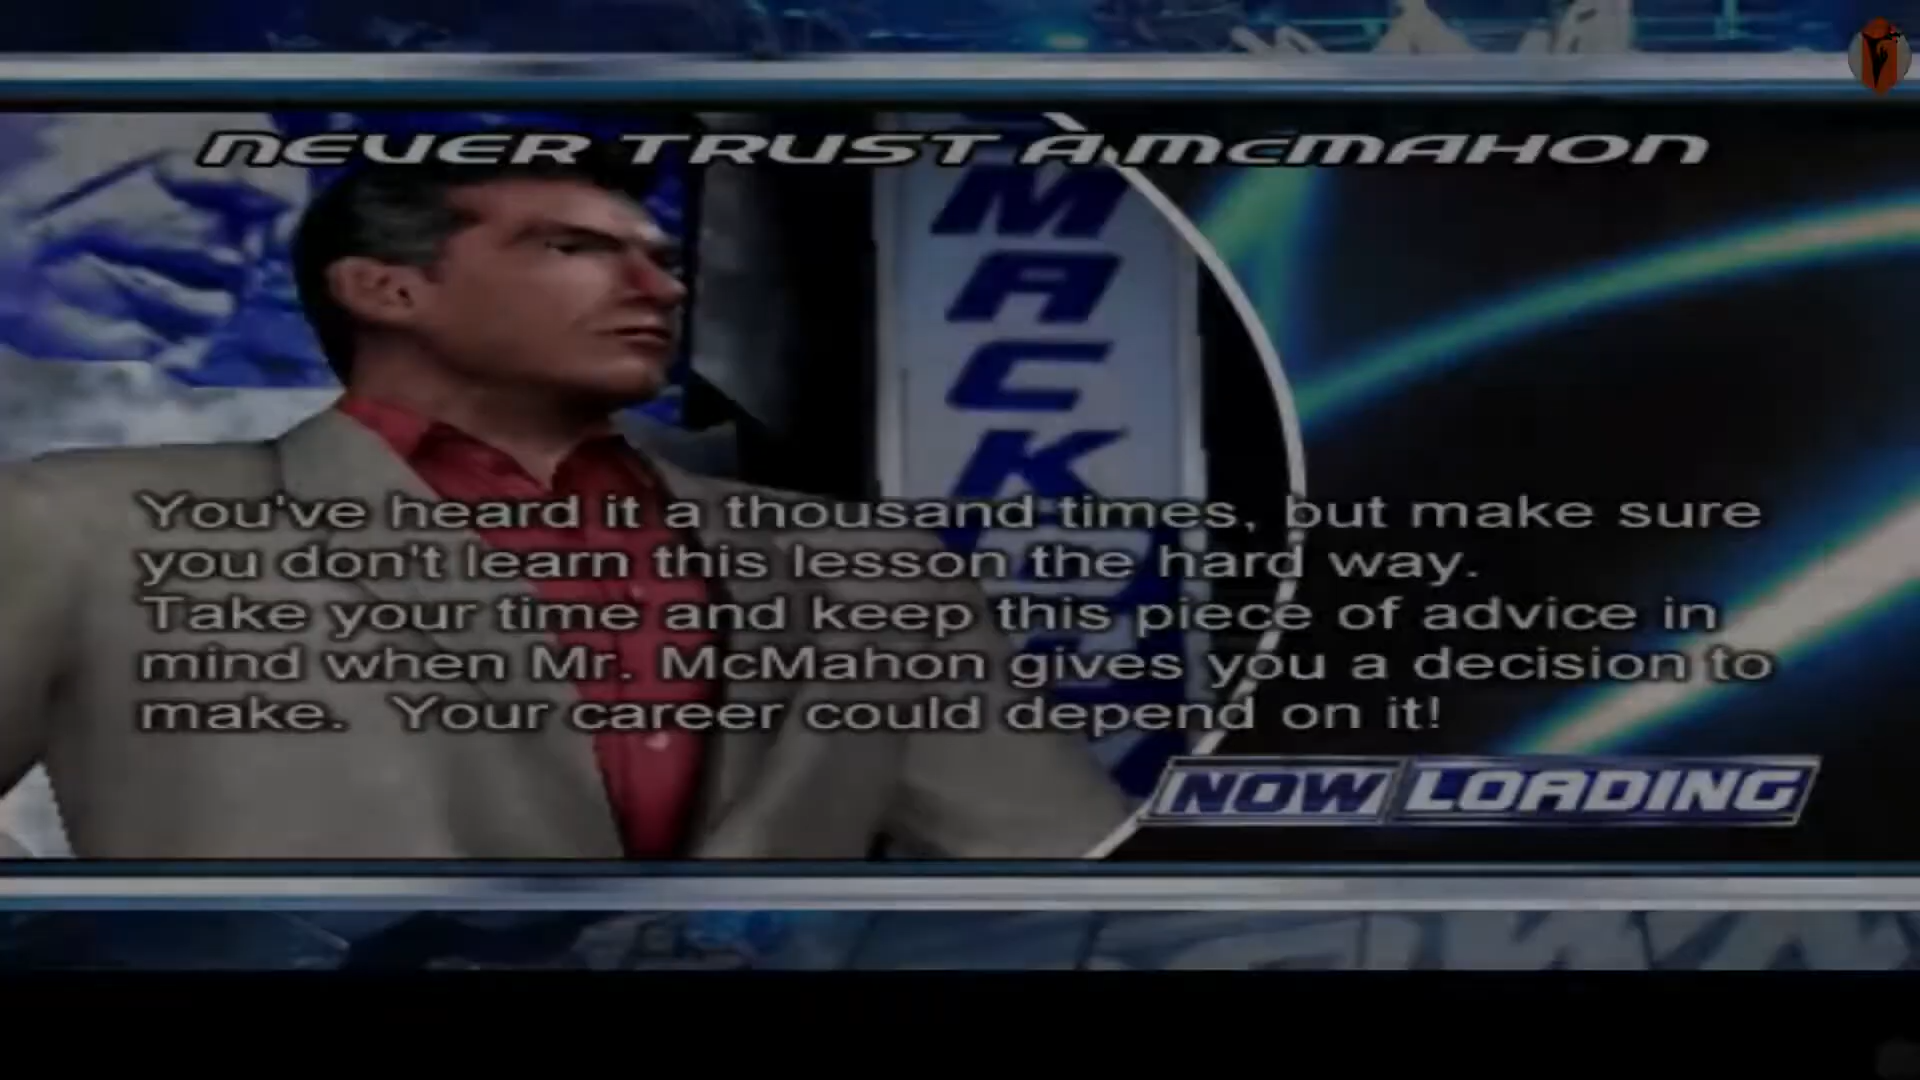 NEVER TRUST A McMAHON
MACKD
You've heard it a thousand times, but make sure
you don't learn this lesson the hard way.
Take your time and keep this piece of advice in
mind when Mr. McMahon gives you a decision to
make. Your career could depend on it!
NOW LOADING